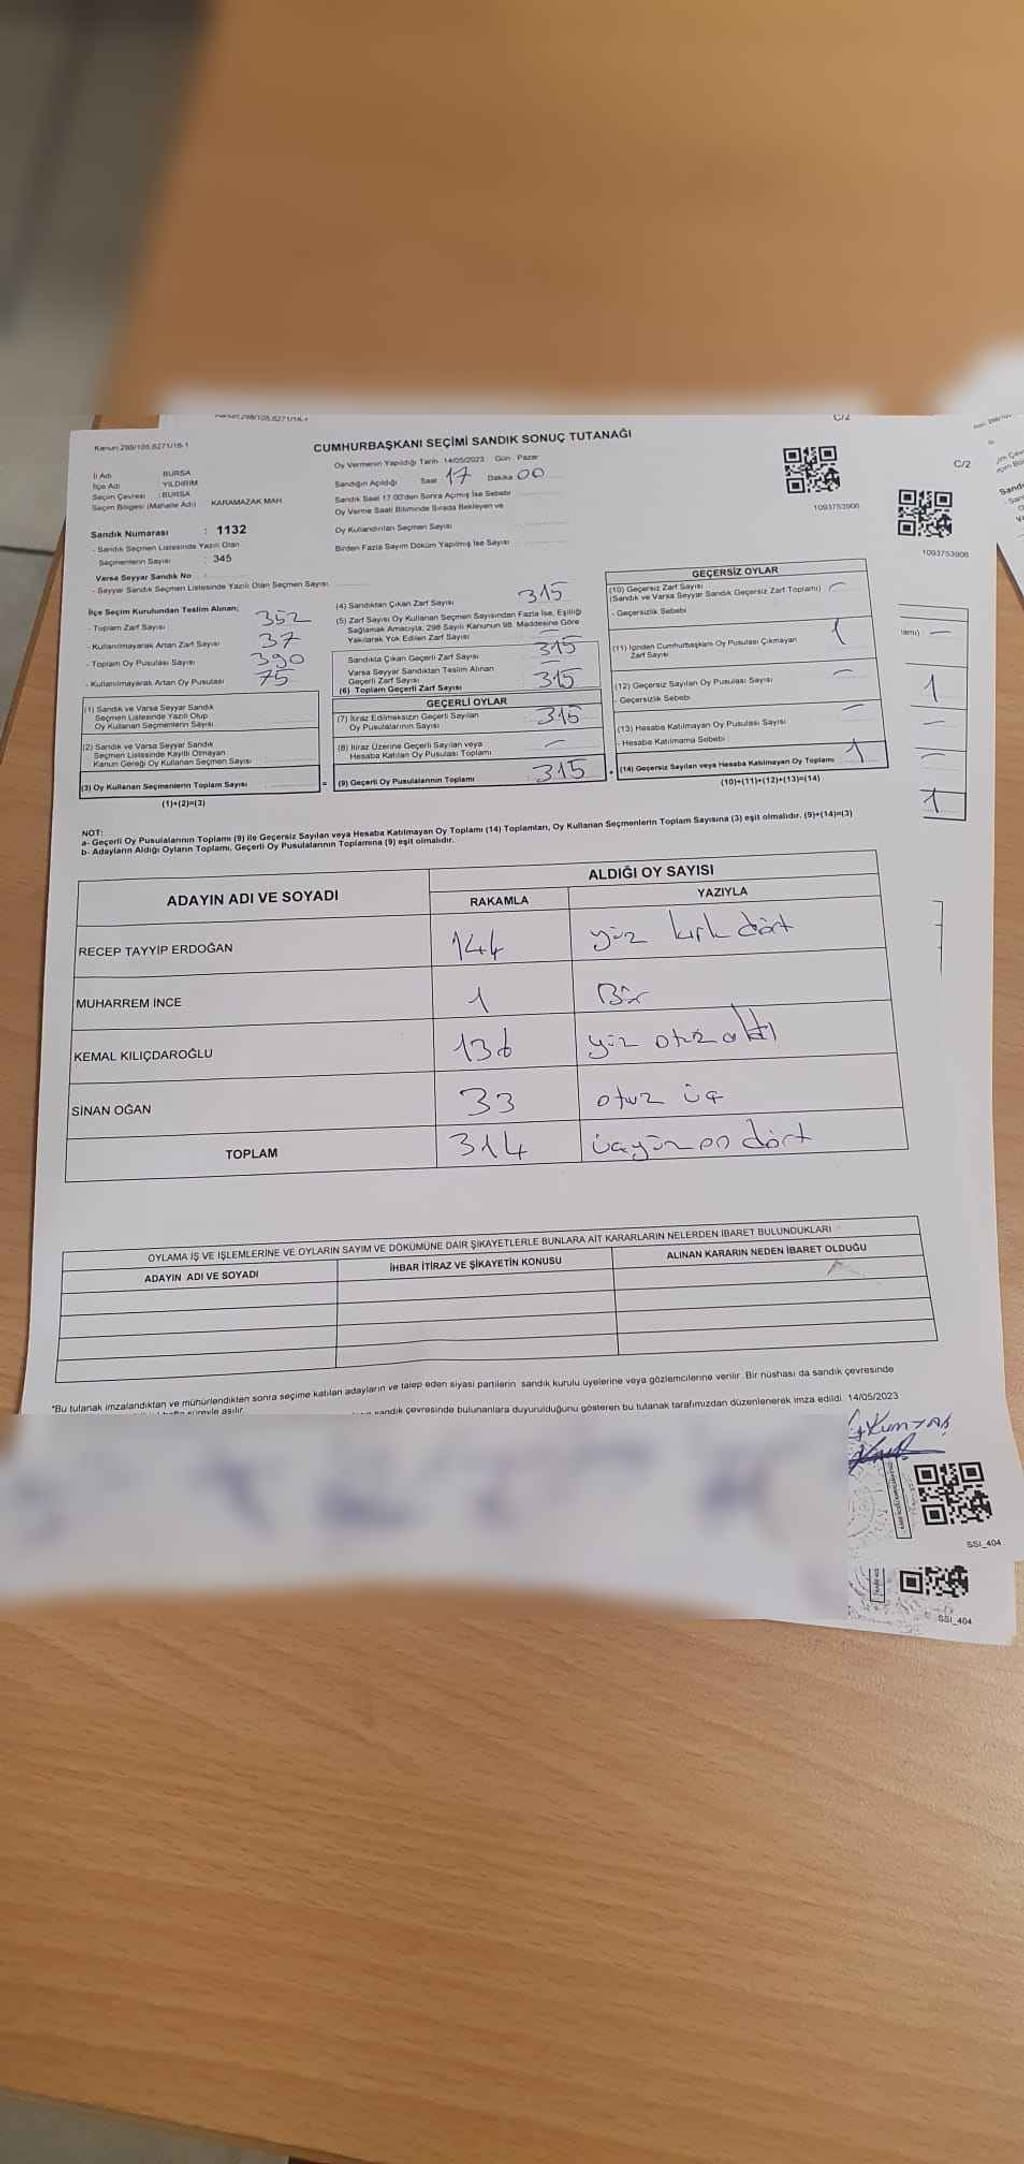 Kanun:298/105,6271/16-1
C/2
Kanun:298/105,6271/16-1
CUMHURBAŞKANI SEÇİMİ SANDIK SONUÇ TUTANAĞI
C/2
İl Adı : BURSA
İlçe Adı : YILDIRIM
Seçim Çevresi : BURSA
Seçim Bölgesi (Mahalle Adı) KARAMAZAK MAH.
Oy Vermenin Yapıldığı Tarih : 14/05/2023 Gün : Pazar
Sandığın Açıldığı Saat 17 Dakika 00
Sandık Saat 17.00'den Sonra Açmış İse Sebebi
Oy Verme Saati Bitiminde Sırada Bekleyen ve
Oy Kullandırılan Seçmen Sayısı
Birden Fazla Sayım Döküm Yapılmış İse Sayısı
1093753906
1093753906
Sandık Numarası : 1132
- Sandık Seçmen Listesinde Yazılı Olan
Seçmenlerin Sayısı : 345
Varsa Seyyar Sandık No :
- Seyyar Sandık Seçmen Listesinde Yazılı Olan Seçmen Sayısı
İlçe Seçim Kurulundan Teslim Alınan;
- Toplam Zarf Sayısı 352
- Kullanılmayarak Artan Zarf Sayısı 37
- Toplam Oy Pusulası Sayısı 390
- Kullanılmayarak Artan Oy Pusulası 75
(1) Sandık ve Varsa Seyyar Sandık
Seçmen Listesinde Yazılı Olup
Oy Kullanan Seçmenlerin Sayısı
(2) Sandık ve Varsa Seyyar Sandık
Seçmen Listesinde Kayıtlı Olmayan
Kanun Gereği Oy Kullanan Seçmen Sayısı
(3) Oy Kullanan Seçmenlerin Toplam Sayısı
(1)+(2)=(3)
(4) Sandıktan Çıkan Zarf Sayısı 315
(5) Zarf Sayısı Oy Kullanan Seçmen Sayısından Fazla İse, Eşitliği
Sağlamak Amacıyla, 298 Sayılı Kanunun 98. Maddesine Göre
Yakılarak Yok Edilen Zarf Sayısı —
Sandıkta Çıkan Geçerli Zarf Sayısı 315
Varsa Seyyar Sandıktan Teslim Alınan
Geçerli Zarf Sayısı —
(6) Toplam Geçerli Zarf Sayısı 315
GEÇERLİ OYLAR
(7) İtiraz Edilmeksizin Geçerli Sayılan
Oy Pusulalarının Sayısı 315
(8) İtiraz Üzerine Geçerli Sayılan veya
Hesaba Katılan Oy Pusulası Toplamı —
= (9) Geçerli Oy Pusulalarının Toplamı 315
GEÇERSİZ OYLAR
(10) Geçersiz Zarf Sayısı
(Sandık ve Varsa Seyyar Sandık Geçersiz Zarf Toplamı) —
- Geçersizlik Sebebi
(11) İçinden Cumhurbaşkanı Oy Pusulası Çıkmayan
Zarf Sayısı 1
(12) Geçersiz Sayılan Oy Pusulası Sayısı —
- Geçersizlik Sebebi
(13) Hesaba Katılmayan Oy Pusulası Sayısı —
- Hesaba Katılmama Sebebi :
+ (14) Geçersiz Sayılan veya Hesaba Katılmayan Oy Toplamı 1
(10)+(11)+(12)+(13)=(14)
—
1
—
—
1
NOT:
a- Geçerli Oy Pusulalarının Toplamı (9) ile Geçersiz Sayılan veya Hesaba Katılmayan Oy Toplamı (14) Toplamları, Oy Kullanan Seçmenlerin Toplam Sayısına (3) eşit olmalıdır. (9)+(14)=(3)
b- Adayların Aldığı Oyların Toplamı, Geçerli Oy Pusulalarının Toplamına (9) eşit olmalıdır.
ADAYIN ADI VE SOYADI ALDIĞI OY SAYISI
RAKAMLA YAZIYLA
RECEP TAYYİP ERDOĞAN 144 yüz kırk dört
MUHARREM İNCE 1 Bir
KEMAL KILIÇDAROĞLU 136 yüz otuz altı
SİNAN OĞAN 33 otuz üç
TOPLAM 314 üçyüz on dört
OYLAMA İŞ VE İŞLEMLERİNE VE OYLARIN SAYIM VE DÖKÜMÜNE DAİR ŞİKAYETLERLE BUNLARA AİT KARARLARIN NELERDEN İBARET BULUNDUKLARI
ADAYIN ADI VE SOYADI İHBAR İTİRAZ VE ŞİKAYETİN KONUSU ALINAN KARARIN NEDEN İBARET OLDUĞU
*Bu tutanak imzalandıktan ve mühürlendikten sonra seçime katılan adayların ve talep eden siyasi partilerin sandık kurulu üyelerine veya gözlemcilerine verilir. Bir nüshası da sandık çevresinde
süreyle asılır.
sandık çevresinde bulunanlara duyurulduğunu gösteren bu tutanak tarafımızdan düzenlenerek imza edildi. 14/05/2023
SSI_404
SSI_404